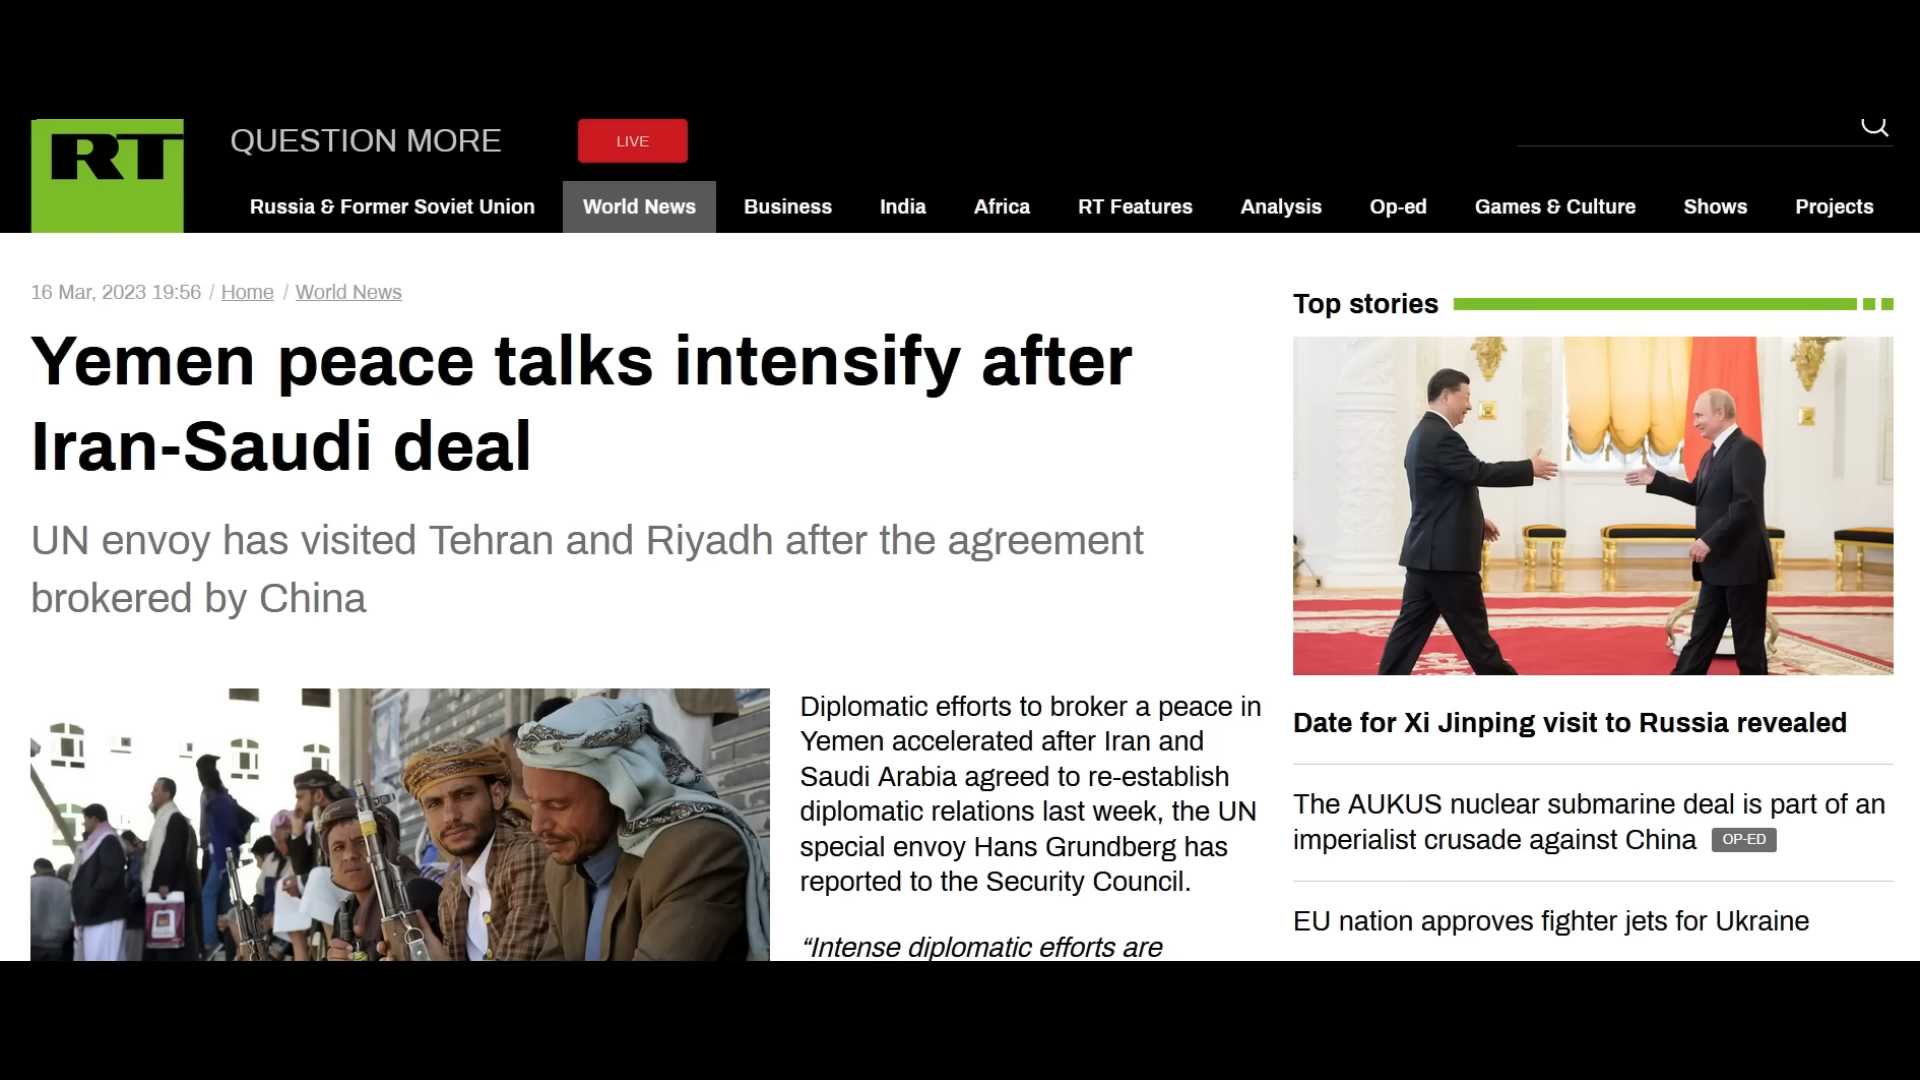 RT
QUESTION MORE
LIVE
Russia & Former Soviet Union World News Business India Africa RT Features Analysis Op-ed Games & Culture Shows Projects
16 Mar, 2023 19:56 / Home / World News
Yemen peace talks intensify after
Iran-Saudi deal
UN envoy has visited Tehran and Riyadh after the agreement
brokered by China
Diplomatic efforts to broker a peace in
Yemen accelerated after Iran and
Saudi Arabia agreed to re-establish
diplomatic relations last week, the UN
special envoy Hans Grundberg has
reported to the Security Council.
“Intense diplomatic efforts are
Top stories
Date for Xi Jinping visit to Russia revealed
The AUKUS nuclear submarine deal is part of an
imperialist crusade against China OP-ED
EU nation approves fighter jets for Ukraine